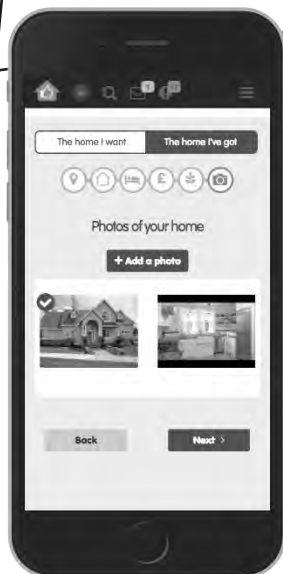 The home I want The home I've got
£
Photos of your home
+ Add a photo
Back Next >